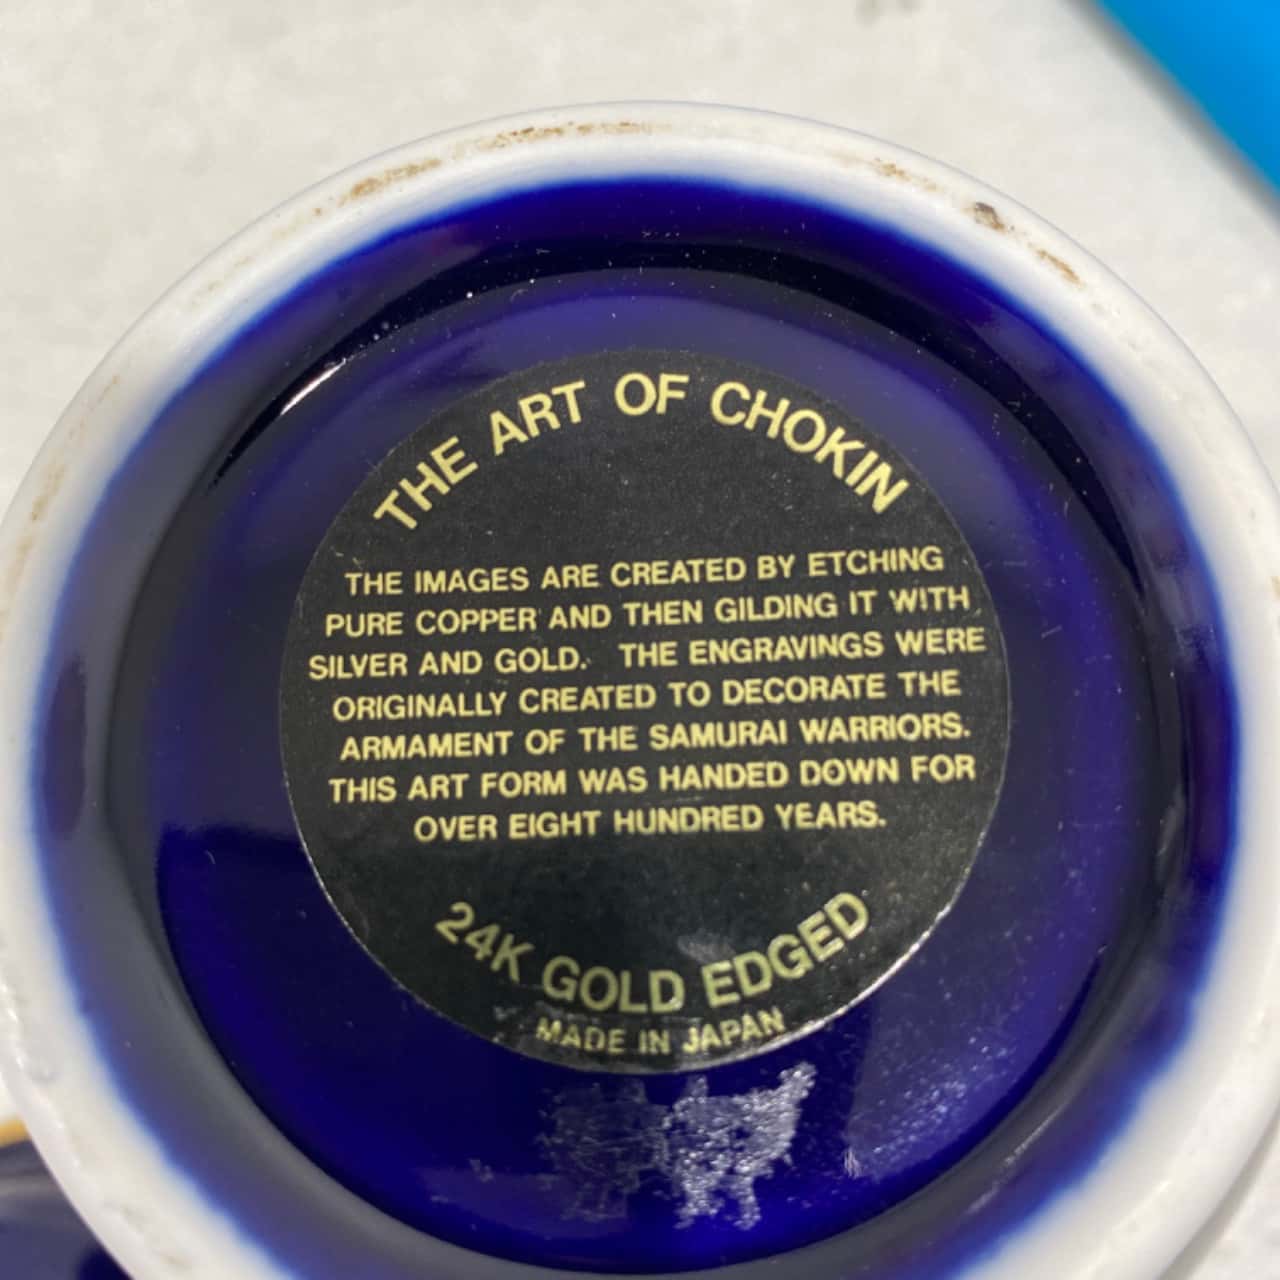 THE ART OF CHOKIN
THE IMAGES ARE CREATED BY ETCHING
PURE COPPER AND THEN GILDING IT WITH
SILVER AND GOLD. THE ENGRAVINGS WERE
ORIGINALLY CREATED TO DECORATE THE
ARMAMENT OF THE SAMURAI WARRIORS.
THIS ART FORM WAS HANDED DOWN FOR
OVER EIGHT HUNDRED YEARS.
24K GOLD EDGED
MADE IN JAPAN